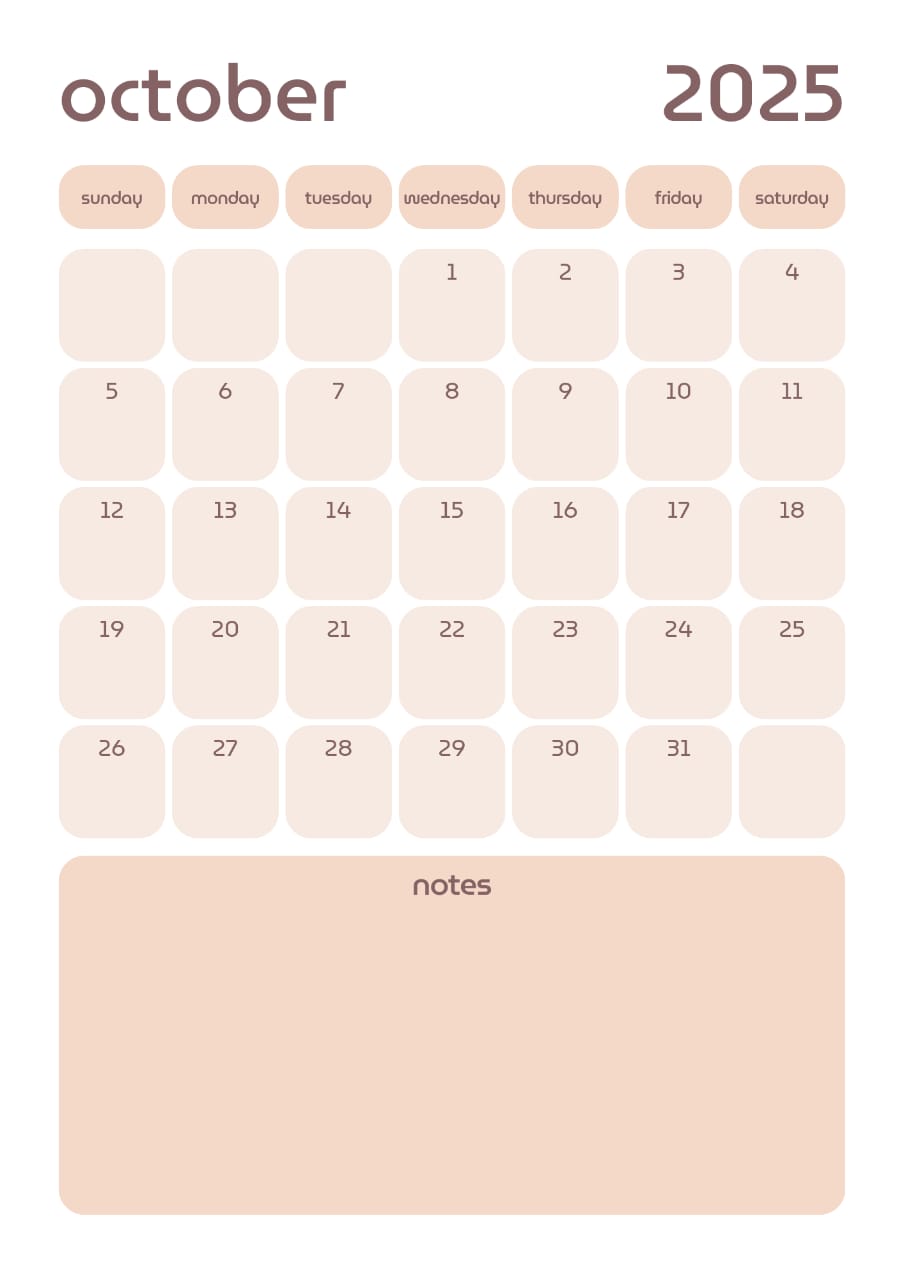 october 2025
sunday monday tuesday wednesday thursday friday saturday
1 2 3 4
5 6 7 8 9 10 11
12 13 14 15 16 17 18
19 20 21 22 23 24 25
26 27 28 29 30 31
notes